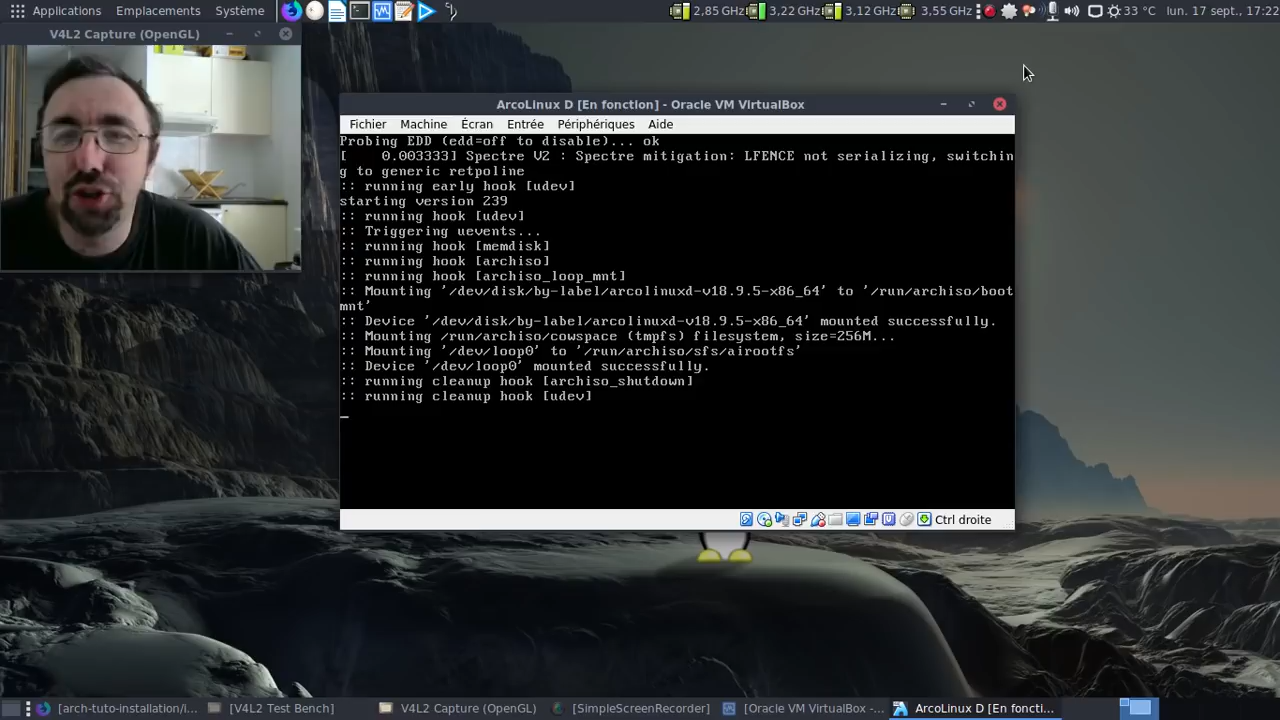 Applications Emplacements Système
2,85 GHz 3,22 GHz 3,12 GHz 3,55 GHz 33 °C lun. 17 sept., 17:22
V4L2 Capture (OpenGL)
ArcoLinux D [En fonction] - Oracle VM VirtualBox
Fichier Machine Écran Entrée Périphériques Aide
Probing EDD (edd=off to disable)... ok
[    0.003333] Spectre V2 : Spectre mitigation: LFENCE not serializing, switchin
g to generic retpoline
:: running early hook [udev]
starting version 239
:: running hook [udev]
:: Triggering uevents...
:: running hook [memdisk]
:: running hook [archiso]
:: running hook [archiso_loop_mnt]
:: Mounting '/dev/disk/by-label/arcolinuxd-v18.9.5-x86_64' to '/run/archiso/boot
mnt'
:: Device '/dev/disk/by-label/arcolinuxd-v18.9.5-x86_64' mounted successfully.
:: Mounting /run/archiso/cowspace (tmpfs) filesystem, size=256M...
:: Mounting '/dev/loop0' to '/run/archiso/sfs/airootfs'
:: Device '/dev/loop0' mounted successfully.
:: running cleanup hook [archiso_shutdown]
:: running cleanup hook [udev]
Ctrl droite
[arch-tuto-installation/i... [V4L2 Test Bench] V4L2 Capture (OpenGL) [SimpleScreenRecorder] [Oracle VM VirtualBox -... ArcoLinux D [En foncti...